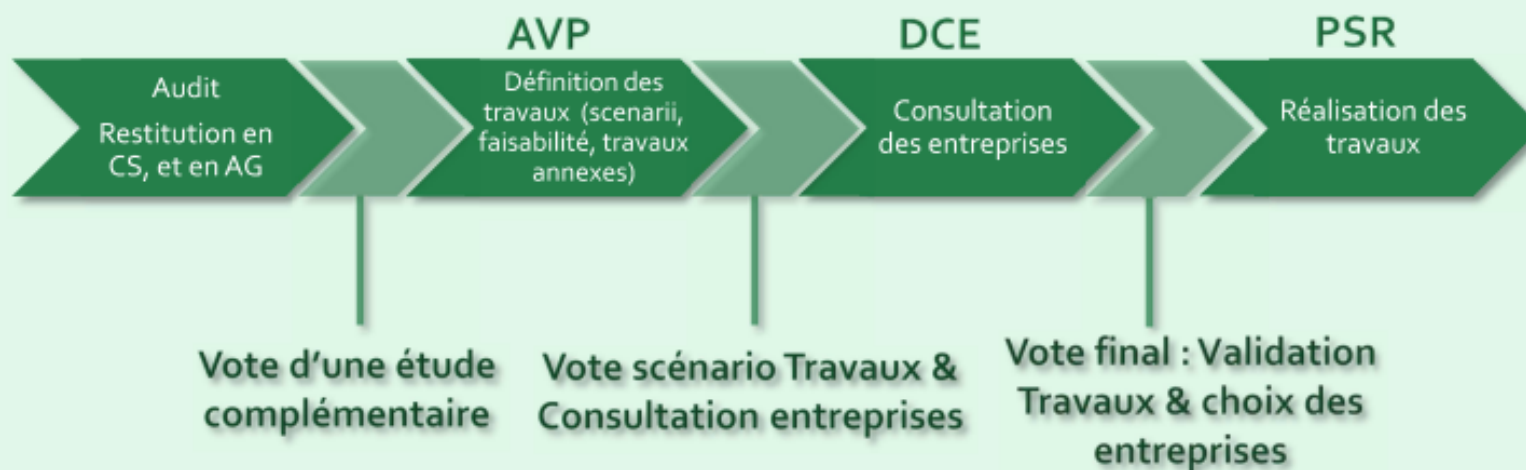 AVP
DCE
PSR
Audit
Restitution en
CS, et en AG
Définition des
travaux (scenarii,
faisabilité, travaux
annexes)
Consultation
des entreprises
Réalisation des
travaux
Vote d'une étude
complémentaire
Vote scénario Travaux &
Consultation entreprises
Vote final : Validation
Travaux & choix des
entreprises